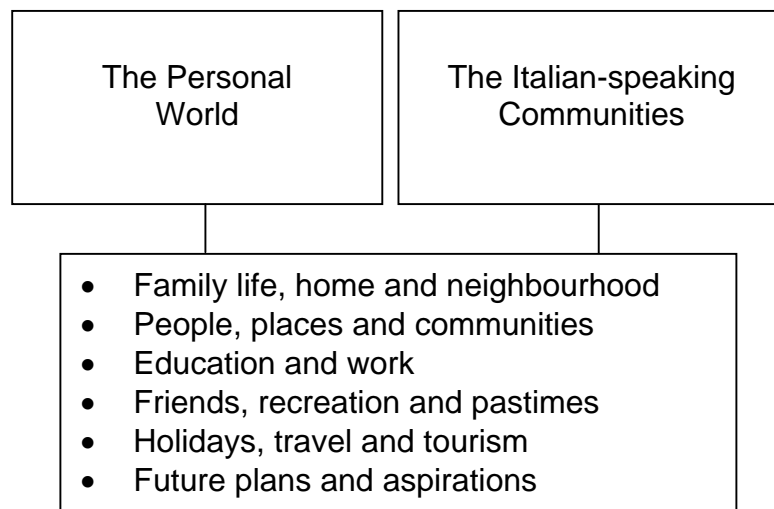 The Personal
World
The Italian-speaking
Communities
• Family life, home and neighbourhood
• People, places and communities
• Education and work
• Friends, recreation and pastimes
• Holidays, travel and tourism
• Future plans and aspirations